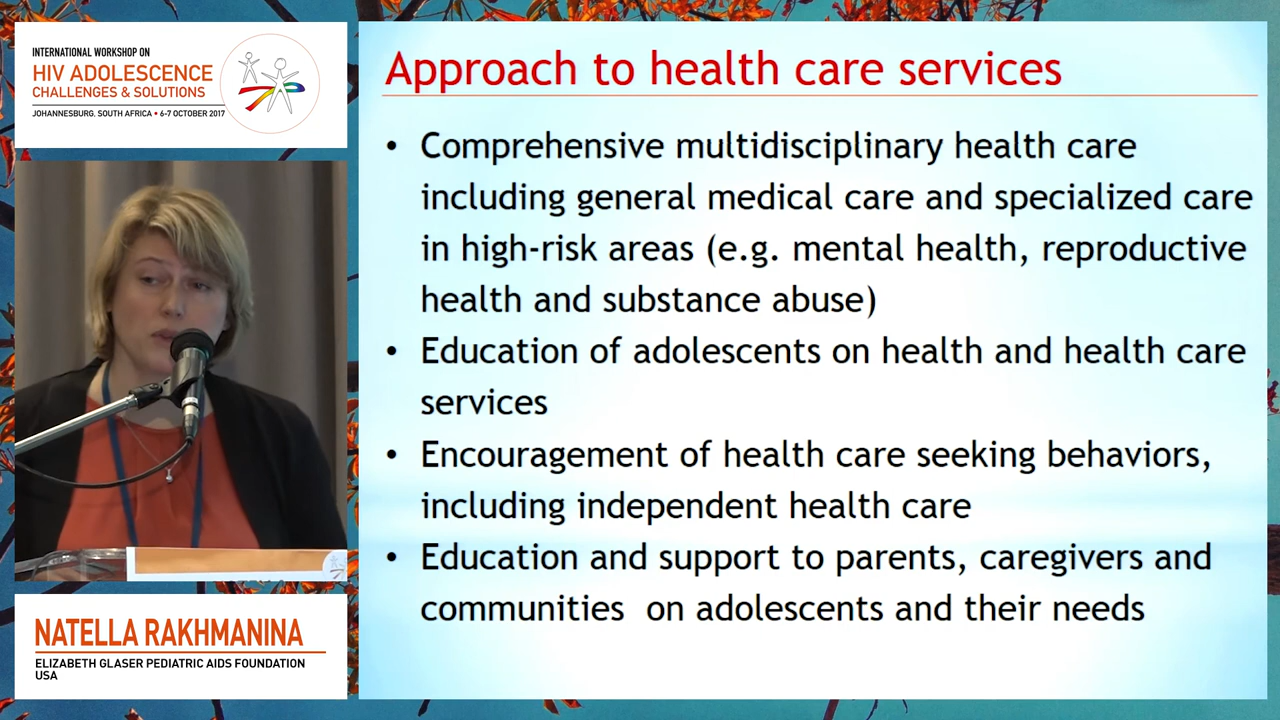 INTERNATIONAL WORKSHOP ON
HIV ADOLESCENCE
CHALLENGES & SOLUTIONS
JOHANNESBURG, SOUTH AFRICA • 6-7 OCTOBER 2017
Approach to health care services
• Comprehensive multidisciplinary health care
including general medical care and specialized care
in high-risk areas (e.g. mental health, reproductive
health and substance abuse)
• Education of adolescents on health and health care
services
• Encouragement of health care seeking behaviors,
including independent health care
• Education and support to parents, caregivers and
communities on adolescents and their needs
NATELLA RAKHMANINA
ELIZABETH GLASER PEDIATRIC AIDS FOUNDATION
USA